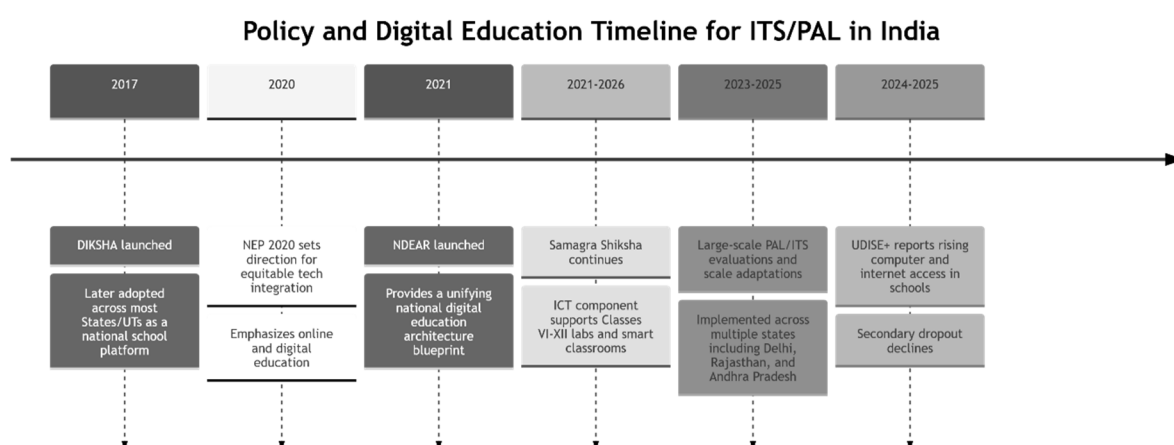 Policy and Digital Education Timeline for ITS/PAL in India
2017
2020
2021
2021-2026
2023-2025
2024-2025
DIKSHA launched
Later adopted
across most
States/UTs as a
national school
platform
NEP 2020 sets
direction for
equitable tech
integration
Emphasizes online
and digital
education
NDEAR launched
Provides a unifying
national digital
education
architecture
blueprint
Samagra Shiksha
continues
ICT component
supports Classes
VI-XII labs and smart
classrooms
Large-scale PAL/ITS
evaluations and
scale adaptations
Implemented across
multiple states
including Delhi,
Rajasthan, and
Andhra Pradesh
UDISE+ reports rising
computer and
internet access in
schools
Secondary dropout
declines